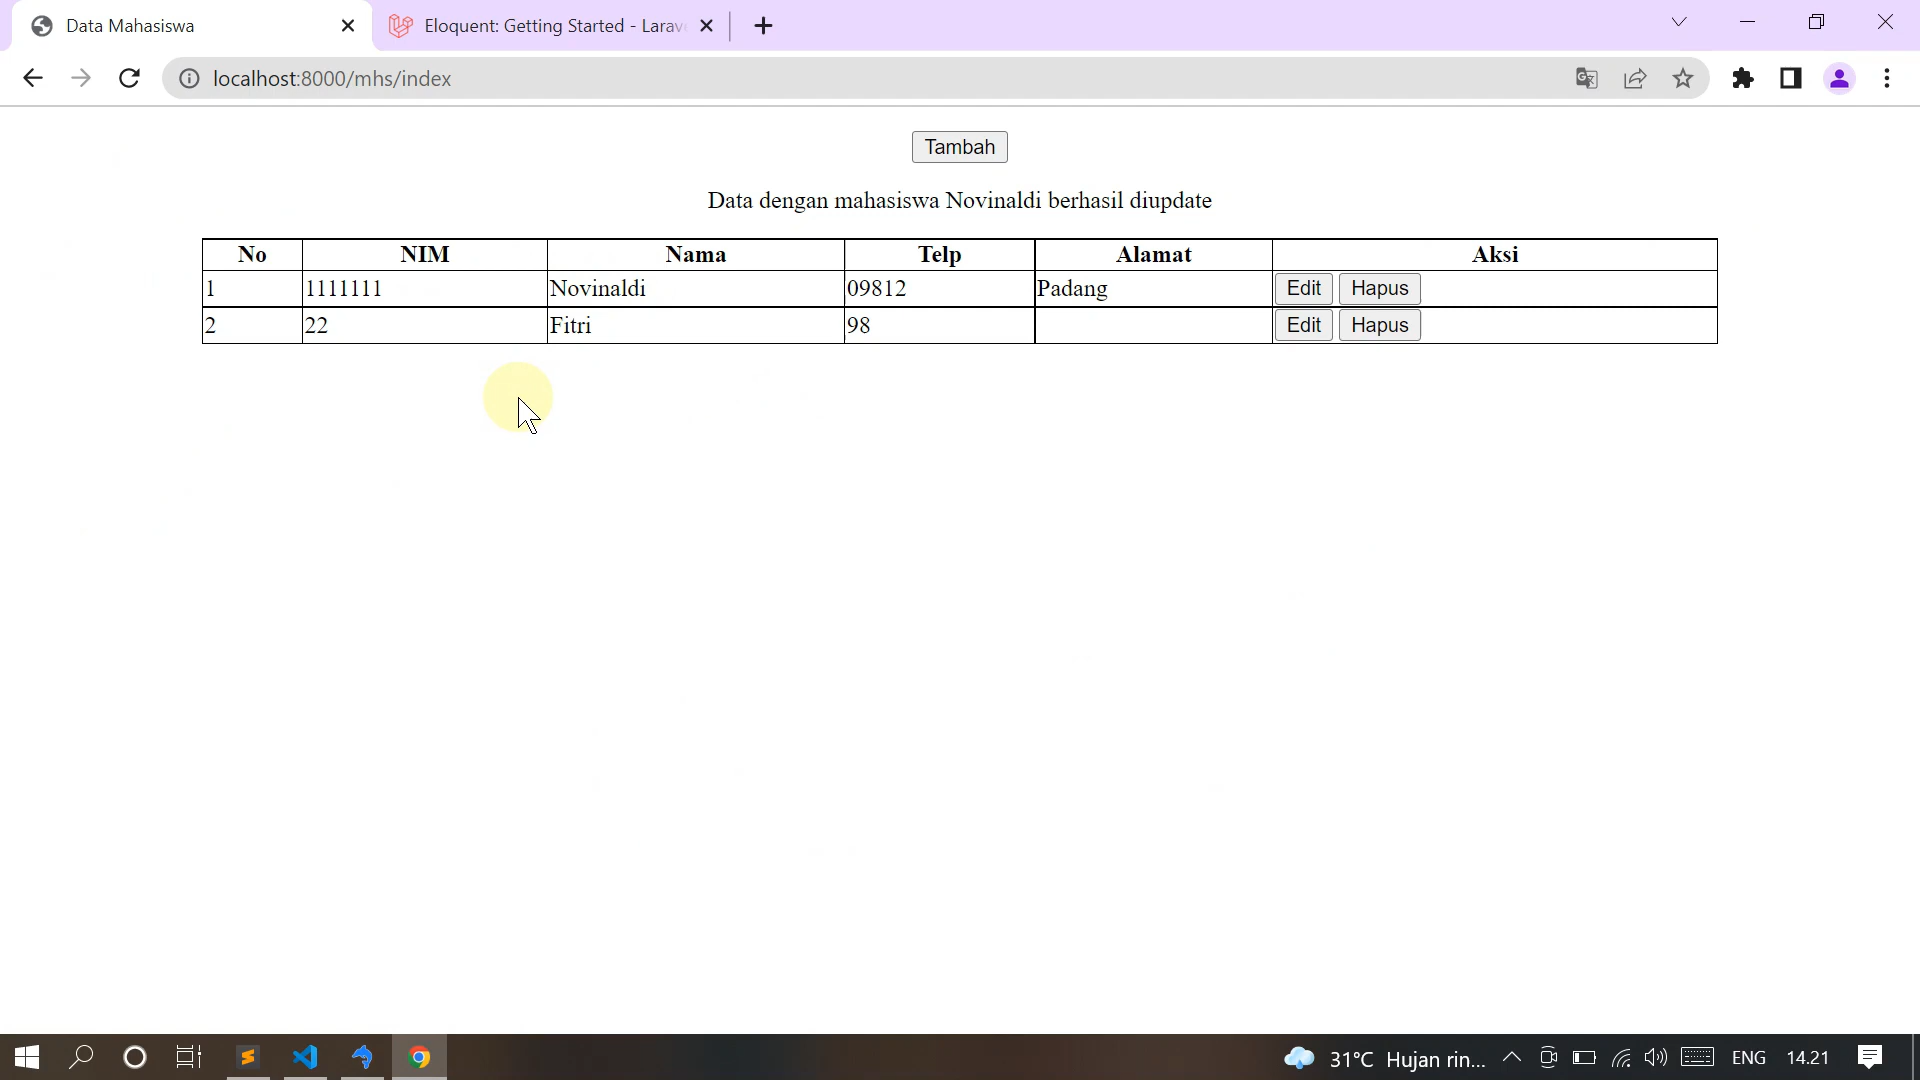 Data Mahasiswa
Eloquent: Getting Started - Larav
localhost:8000/mhs/index
Tambah
Data dengan mahasiswa Novinaldi berhasil diupdate
No NIM Nama Telp Alamat Aksi
1 1111111 Novinaldi 09812 Padang Edit Hapus
2 22 Fitri 98 Edit Hapus
31°C Hujan rin... ENG 14.21